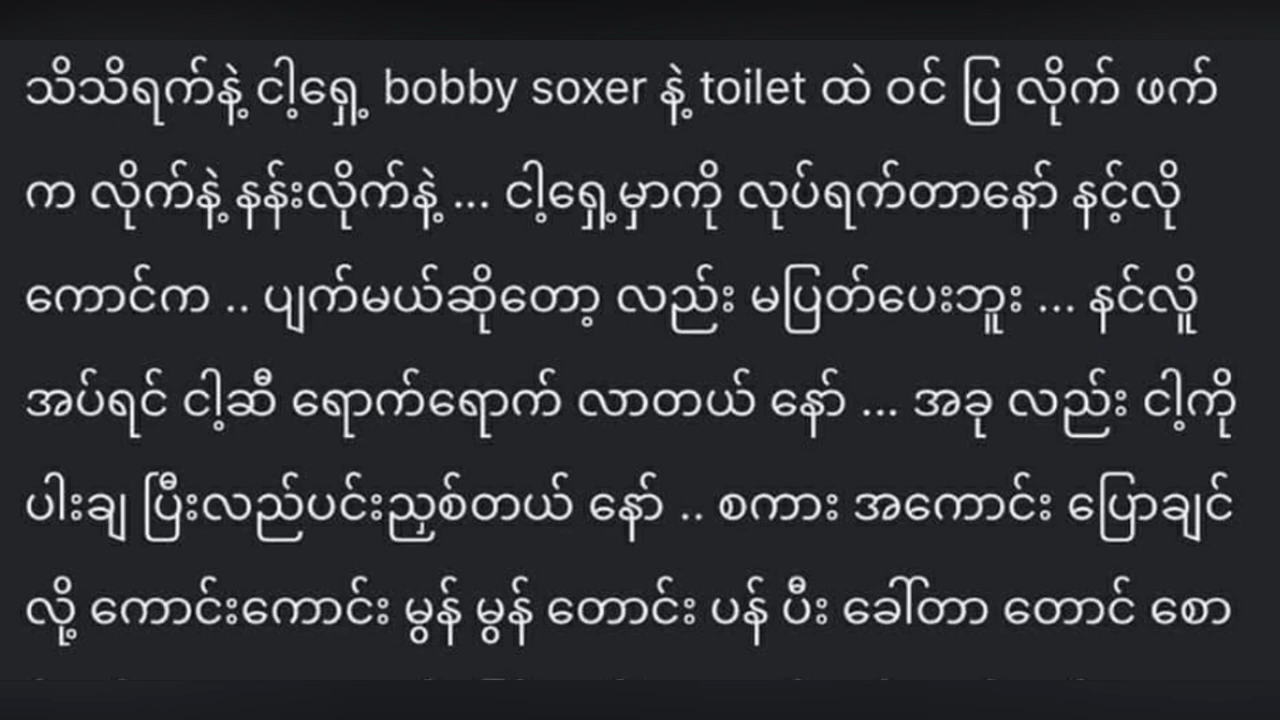 သိသိရက်နဲ့ ငါ့ရှေ့ bobby soxer နဲ့ toilet ထဲ ဝင် ပြ လိုက် ဖက်
က လိုက်နဲ့ နန်းလိုက်နဲ့ ... ငါ့ရှေ့မှာကို လုပ်ရက်တာနော် နင့်လို
ကောင်က .. ပျက်မယ်ဆိုတော့ လည်း မပြတ်ပေးဘူး ... နင်လှူ
အပ်ရင် ငါ့ဆီ ရောက်ရောက် လာတယ် နော် ... အခု လည်း ငါ့ကို
ပါးချ ပြီးလည်ပင်းညှစ်တယ် နော် .. စကား အကောင်း ပြောချင်
လို့ ကောင်းကောင်း မွန် မွန် တောင်း ပန် ပီး ခေါ်တာ တောင် စော